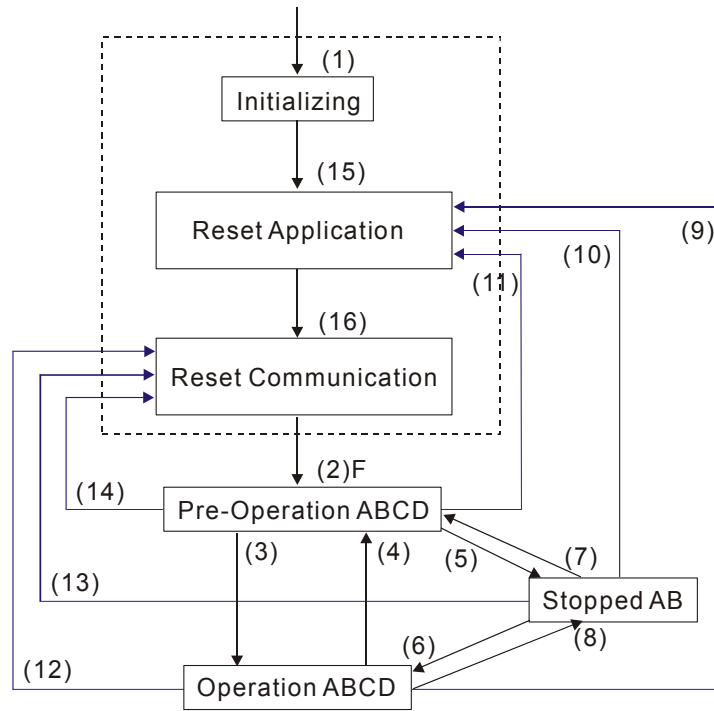 (1)
Initializing
(15)
Reset Application
(9)
(10)
(11)
(16)
Reset Communication
(2)F
(14)
Pre-Operation ABCD
(3)
(4)
(5)
(7)
(13)
Stopped AB
(6)
(8)
(12)
Operation ABCD